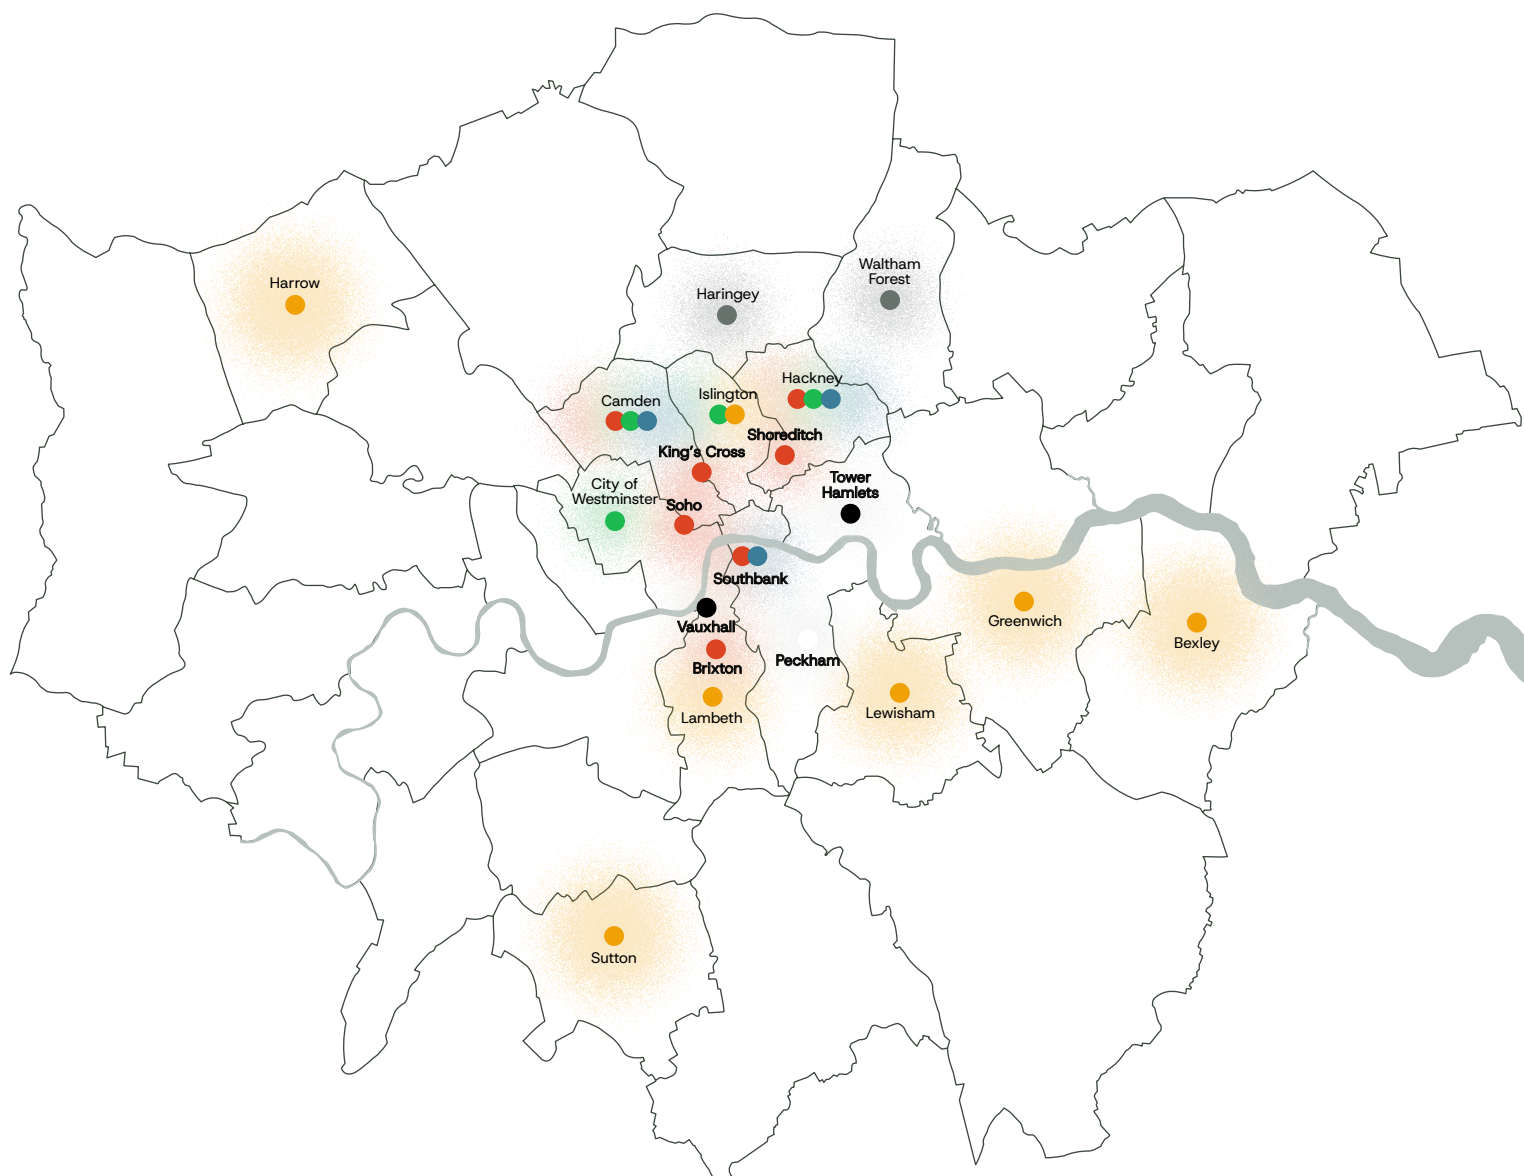 Harrow
Haringey
Waltham
Forest
Camden
Islington
Hackney
King's Cross
Shoreditch
City of
Westminster
Soho
Tower
Hamlets
Southbank
Vauxhall
Brixton
Lambeth
Peckham
Lewisham
Greenwich
Bexley
Sutton